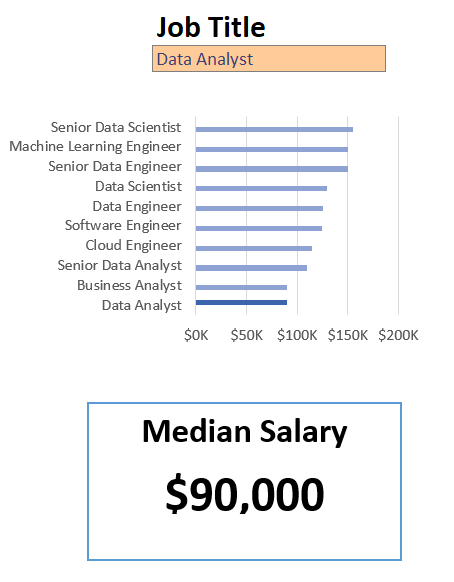 Job Title
Data Analyst
Senior Data Scientist
Machine Learning Engineer
Senior Data Engineer
Data Scientist
Data Engineer
Software Engineer
Cloud Engineer
Senior Data Analyst
Business Analyst
Data Analyst
$0K $50K $100K $150K $200K
Median Salary
$90,000